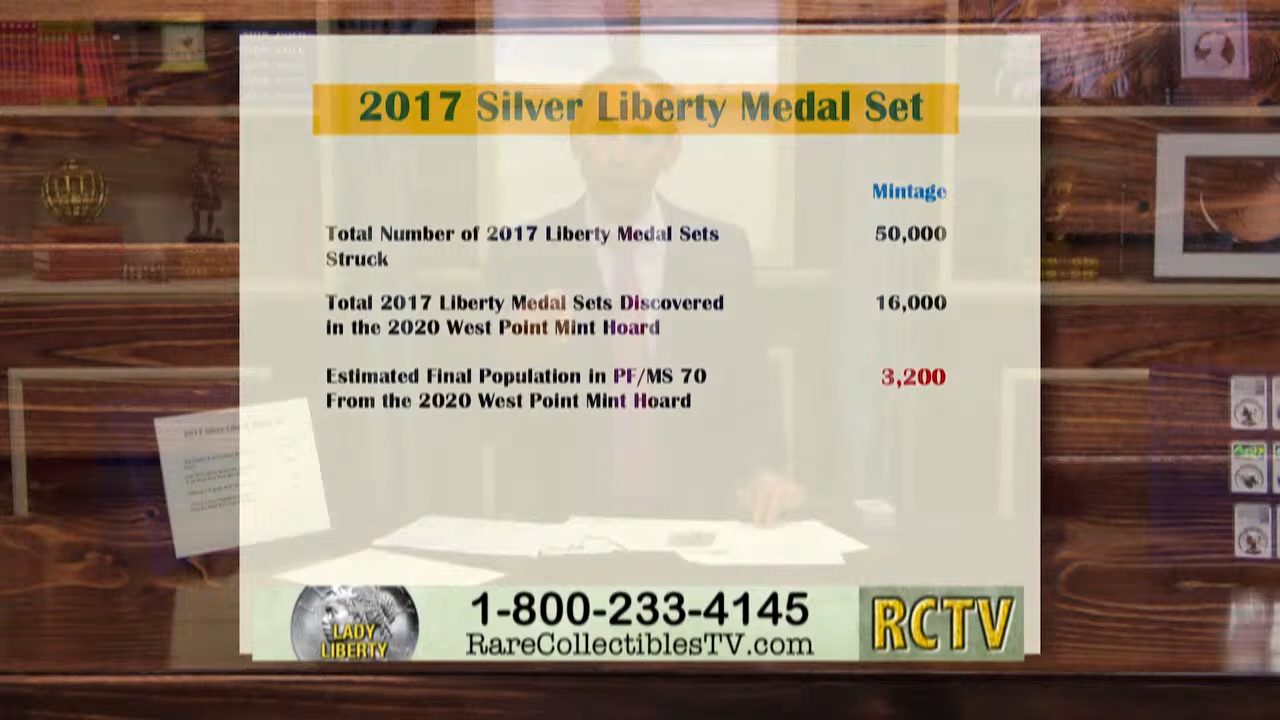 2017 Silver Liberty Medal Set
Mintage
Total Number of 2017 Liberty Medal Sets 50,000
Struck
Total 2017 Liberty Medal Sets Discovered 16,000
in the 2020 West Point Mint Hoard
Estimated Final Population in PF/MS 70 3,200
From the 2020 West Point Mint Hoard
LADY
LIBERTY
1-800-233-4145
RareCollectiblesTV.com
RCTV